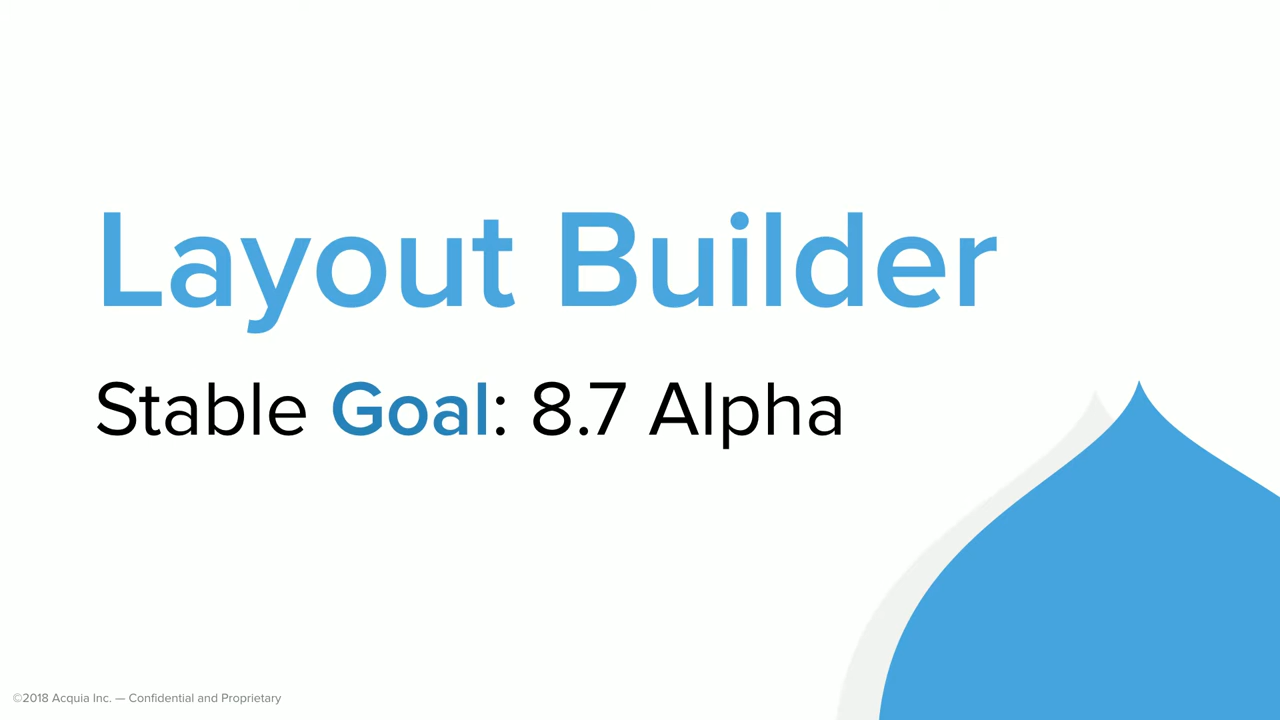 Layout Builder
Stable Goal: 8.7 Alpha
©2018 Acquia Inc. — Confidential and Proprietary